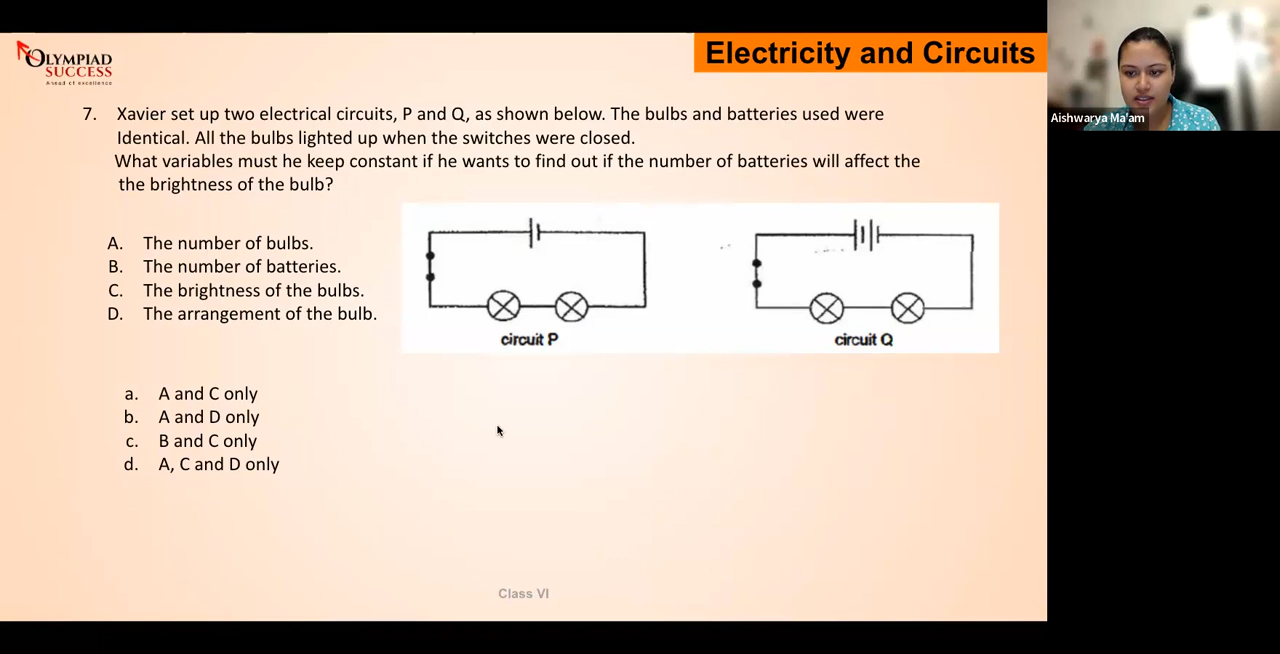 OLYMPIAD
SUCCESS
Ahead of excellence
Electricity and Circuits
Aishwarya Ma'am
7. Xavier set up two electrical circuits, P and Q, as shown below. The bulbs and batteries used were
Identical. All the bulbs lighted up when the switches were closed.
What variables must he keep constant if he wants to find out if the number of batteries will affect the
the brightness of the bulb?
A. The number of bulbs.
B. The number of batteries.
C. The brightness of the bulbs.
D. The arrangement of the bulb.
circuit P
circuit Q
a. A and C only
b. A and D only
c. B and C only
d. A, C and D only
Class VI